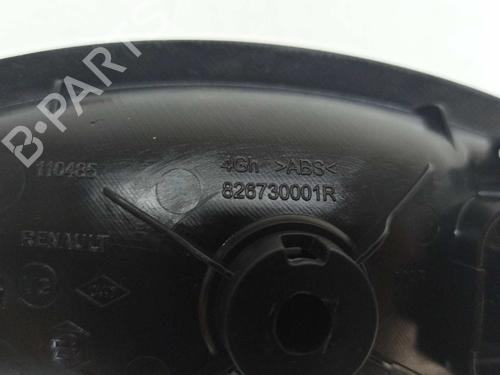 B-PARTS
110485
4Gh >ABS<
826730001R
RENAULT